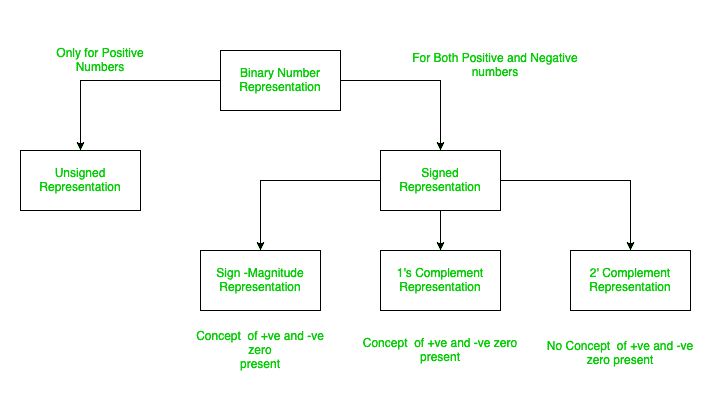 Only for Positive
Numbers
Binary Number
Representation
For Both Positive and Negative
numbers
Unsigned
Representation
Signed
Representation
Sign -Magnitude
Representation
1's Complement
Representation
2' Complement
Representation
Concept of +ve and -ve
zero
present
Concept of +ve and -ve zero
present
No Concept of +ve and -ve
zero present